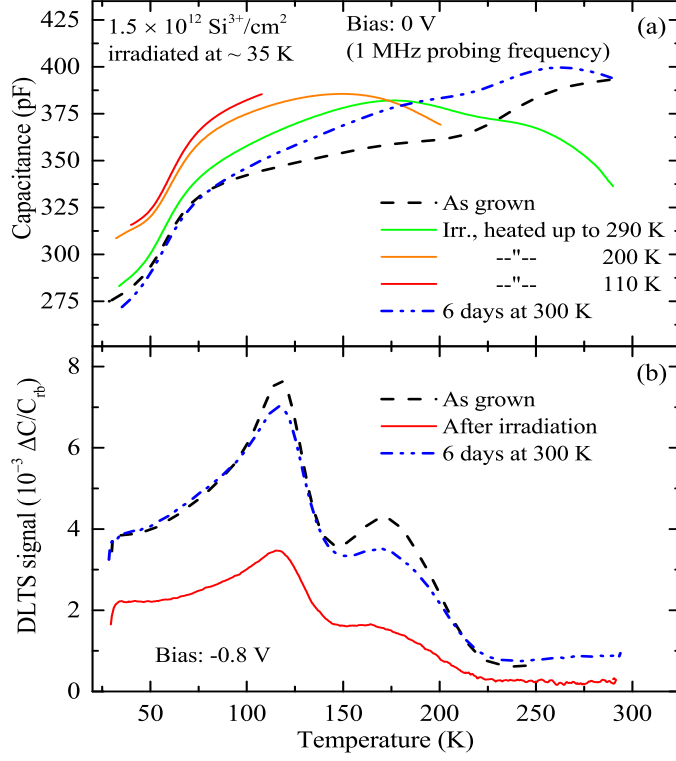 1.5 × 10¹² Si³⁺/cm²
irradiated at ~ 35 K
Bias: 0 V
(1 MHz probing frequency)
(a)
Capacitance (pF)
400
375
350
325
300
275
As grown
Irr., heated up to 290 K
--"-- 200 K
--"-- 110 K
6 days at 300 K
(b)
DLTS signal (10⁻³ ΔC/C_rb)
8
6
4
2
0
As grown
After irradiation
6 days at 300 K
Bias: -0.8 V
50 100 150 200 250 300
Temperature (K)